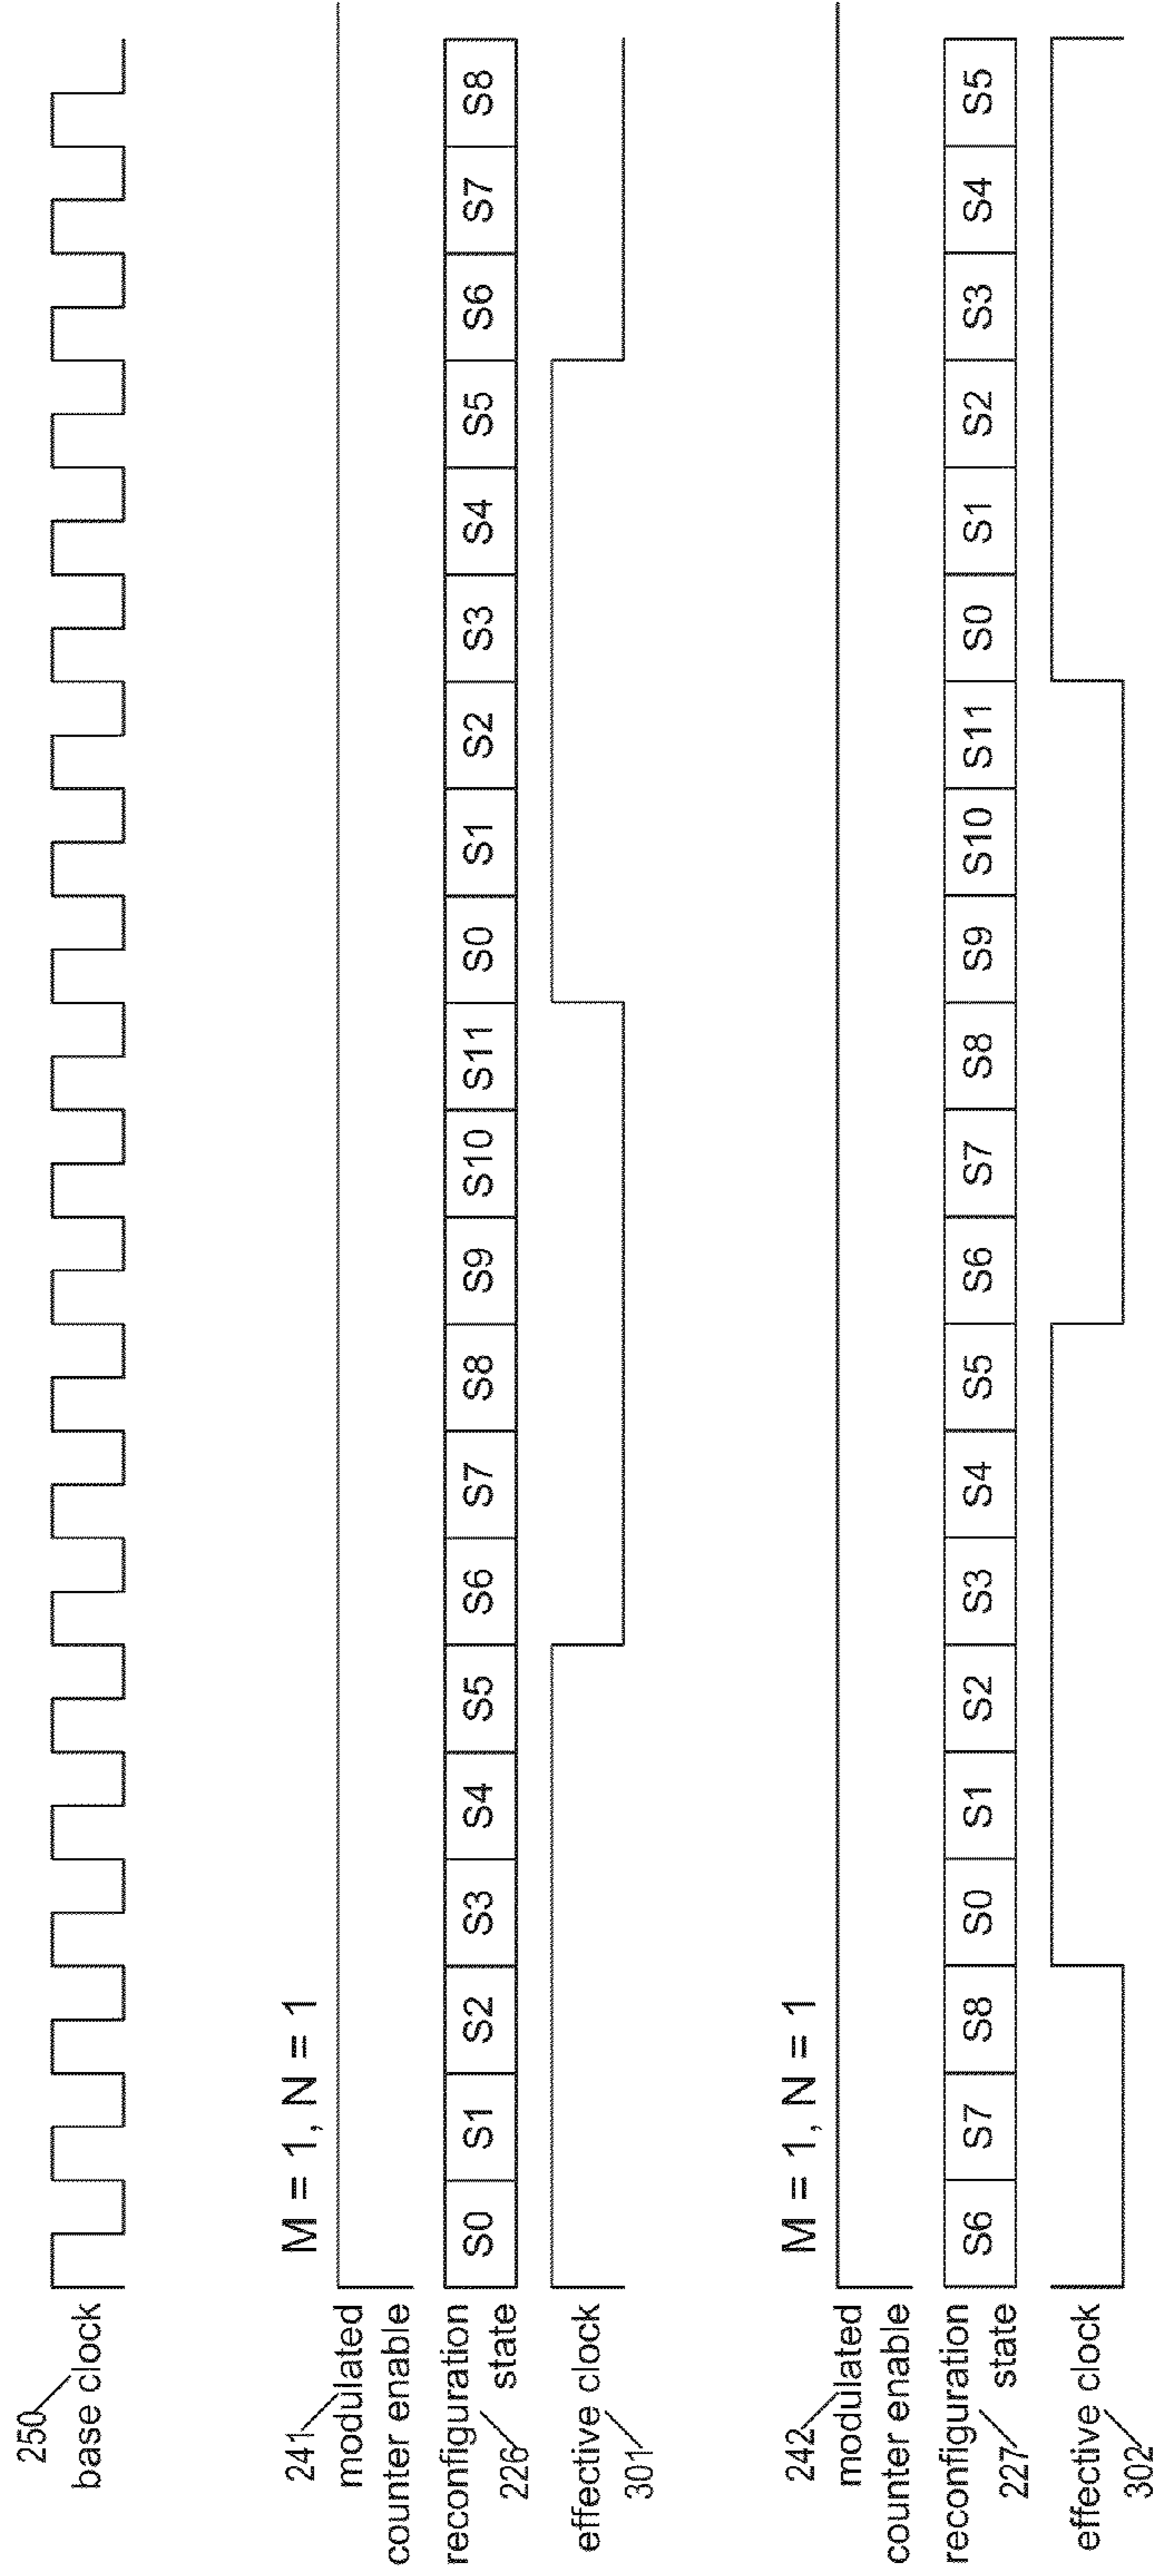 250
base clock
M = 1, N = 1
241
modulated
counter enable
reconfiguration
state
226
S0 S1 S2 S3 S4 S5 S6 S7 S8 S9 S10 S11 S0 S1 S2 S3 S4 S5 S6 S7 S8
effective clock
301
M = 1, N = 1
242
modulated
counter enable
reconfiguration
state
227
S6 S7 S8 S0 S1 S2 S3 S4 S5 S6 S7 S8 S9 S10 S11 S0 S1 S2 S3 S4 S5
effective clock
302